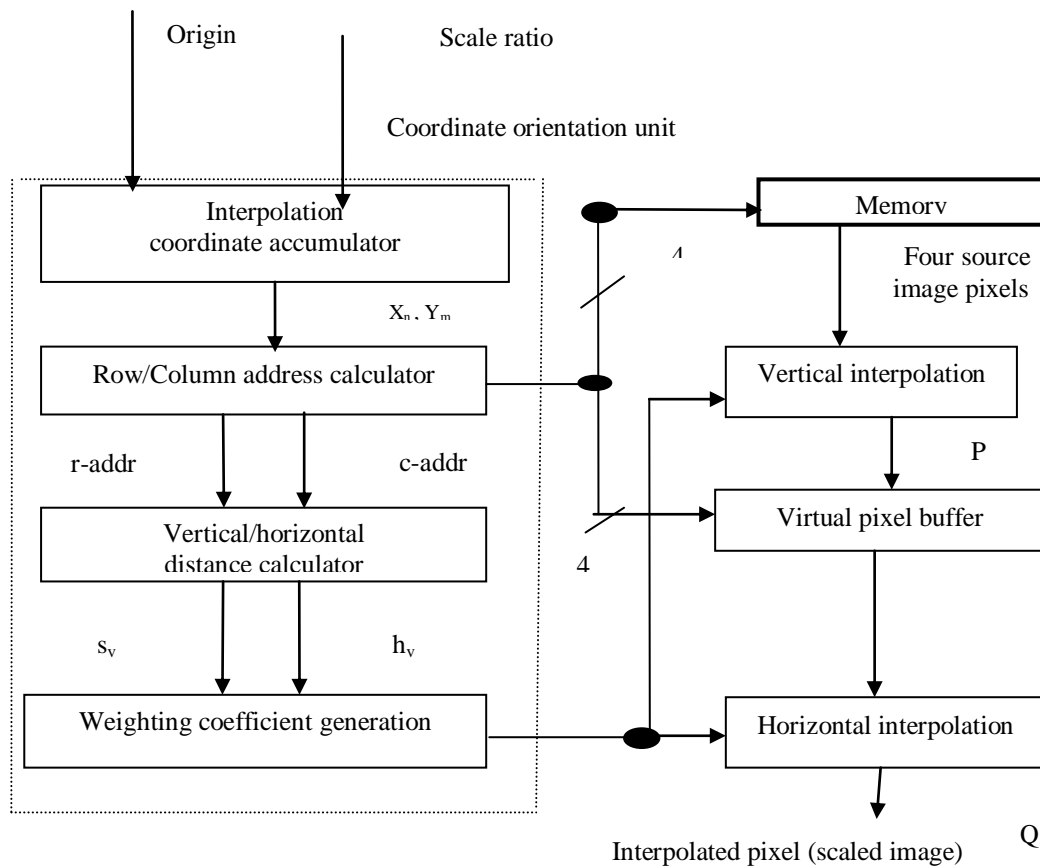 Origin
Scale ratio
Coordinate orientation unit
Interpolation
coordinate accumulator
Memory
4
Four source
image pixels
Xn , Ym
Row/Column address calculator
Vertical interpolation
r-addr
c-addr
P
Vertical/horizontal
distance calculator
Virtual pixel buffer
4
sv
hv
Weighting coefficient generation
Horizontal interpolation
Q
Interpolated pixel (scaled image)